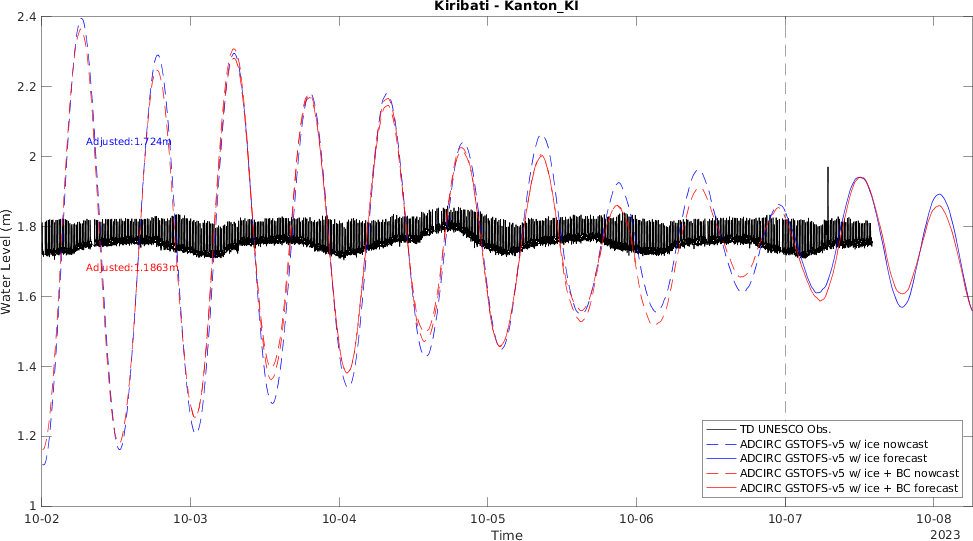 Kiribati - Kanton_KI
2.4
2.2
2
1.8
1.6
1.4
1.2
1
Water Level (m)
Adjusted:1.724m
Adjusted:1.1863m
TD UNESCO Obs.
ADCIRC GSTOFS-v5 w/ ice nowcast
ADCIRC GSTOFS-v5 w/ ice forecast
ADCIRC GSTOFS-v5 w/ ice + BC nowcast
ADCIRC GSTOFS-v5 w/ ice + BC forecast
10-02 10-03 10-04 10-05 10-06 10-07 10-08
Time
2023